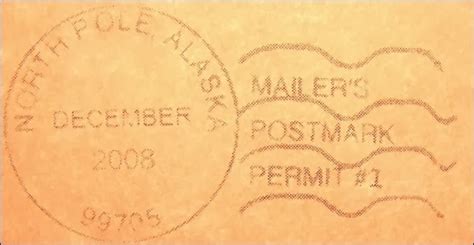 NORTH POLE, ALASKA
DECEMBER
2008
99705
MAILER'S
POSTMARK
PERMIT #1